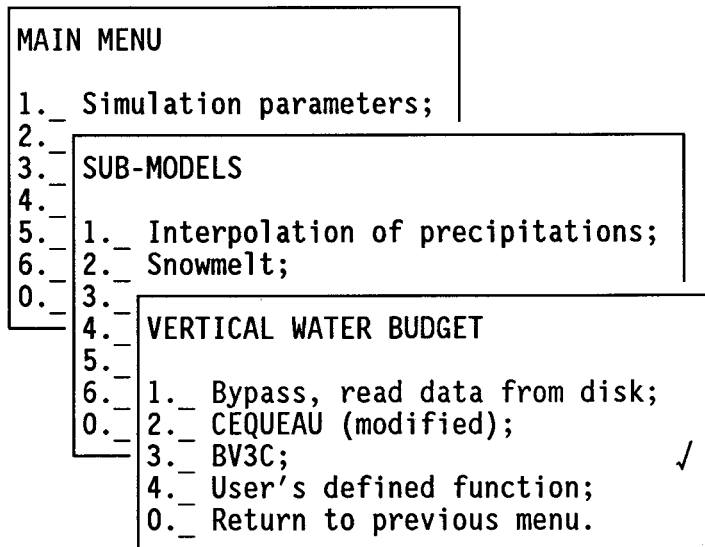 MAIN MENU
1._ Simulation parameters;
2._
3._
4._
5._
6._
0._
SUB-MODELS
1._ Interpolation of precipitations;
2._ Snowmelt;
3._
4._
5._
6._
0._
VERTICAL WATER BUDGET
1._ Bypass, read data from disk;
2._ CEQUEAU (modified);
3._ BV3C; √
4._ User's defined function;
0._ Return to previous menu.